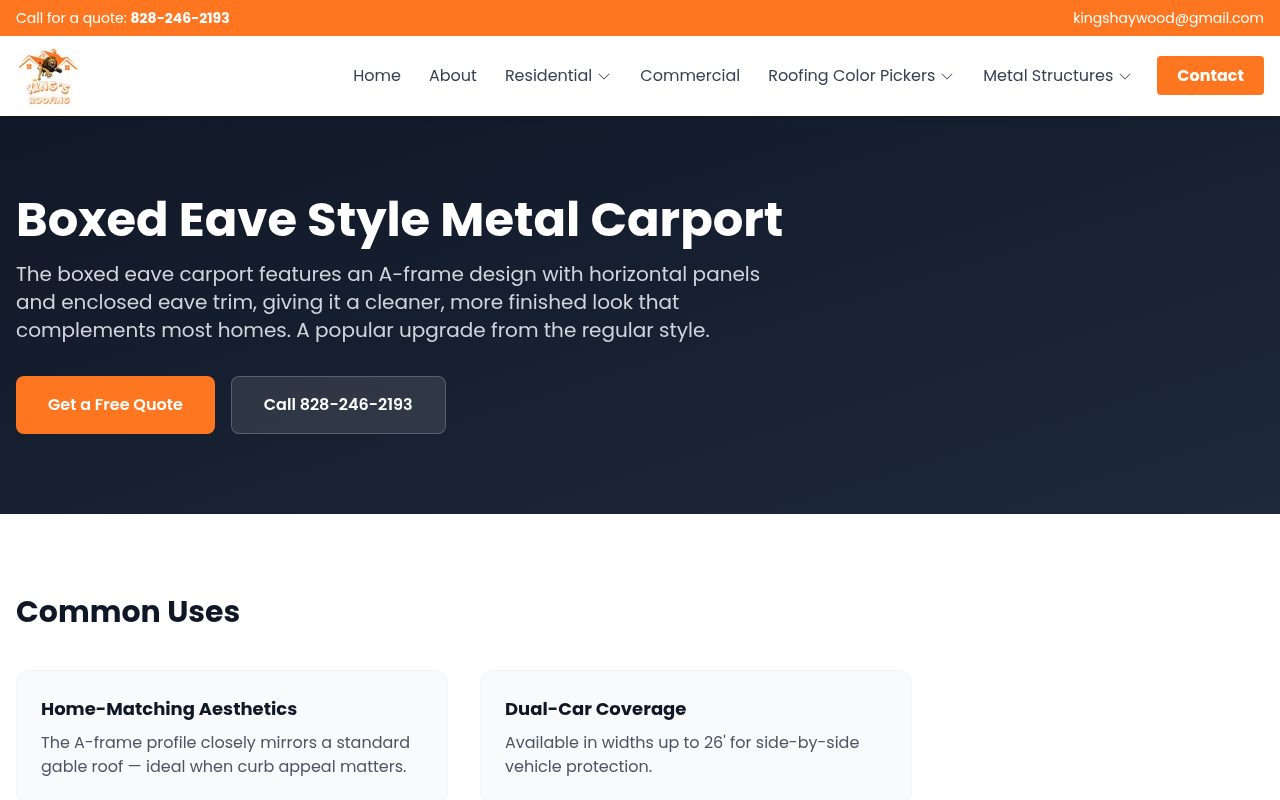 Call for a quote: 828-246-2193
kingshaywood@gmail.com
KING'S
ROOFING
Home
About
Residential
Commercial
Roofing Color Pickers
Metal Structures
Contact
Boxed Eave Style Metal Carport
The boxed eave carport features an A-frame design with horizontal panels
and enclosed eave trim, giving it a cleaner, more finished look that
complements most homes. A popular upgrade from the regular style.
Get a Free Quote
Call 828-246-2193
Common Uses
Home-Matching Aesthetics
The A-frame profile closely mirrors a standard
gable roof — ideal when curb appeal matters.
Dual-Car Coverage
Available in widths up to 26' for side-by-side
vehicle protection.